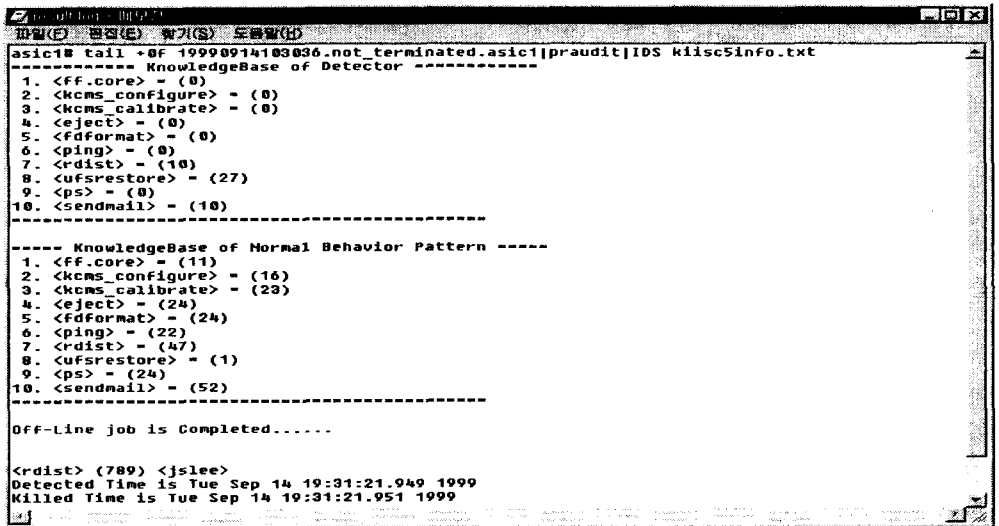 파일(F) 편집(E) 찾기(S) 도움말(H)
asic1# tail +0f 19990914103036.not_terminated.asic1|praudit|IDS kiisc5info.txt
------------ KnowledgeBase of Detector ------------
1. <ff.core> - (0)
2. <kcms_configure> - (0)
3. <kcms_calibrate> - (0)
4. <eject> - (0)
5. <fdformat> - (0)
6. <ping> - (0)
7. <rdist> - (10)
8. <ufsrestore> - (27)
9. <ps> - (0)
10. <sendmail> - (10)
-----------------------------------------------
----- KnowledgeBase of Normal Behavior Pattern -----
1. <ff.core> - (11)
2. <kcms_configure> - (16)
3. <kcms_calibrate> - (23)
4. <eject> - (24)
5. <fdformat> - (24)
6. <ping> - (22)
7. <rdist> - (47)
8. <ufsrestore> - (1)
9. <ps> - (24)
10. <sendmail> - (52)
-----------------------------------------------
Off-Line job is Completed......
<rdist> (789) <jslee>
Detected Time is Tue Sep 14 19:31:21.949 1999
Killed Time is Tue Sep 14 19:31:21.951 1999